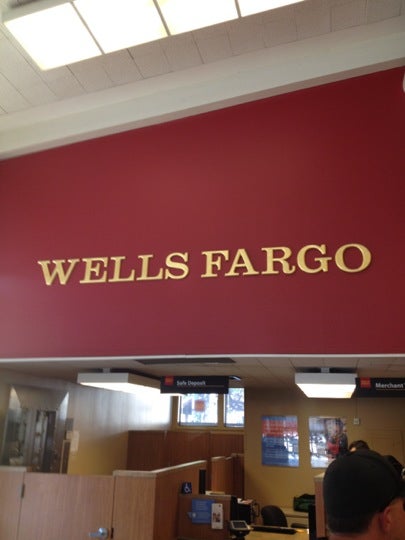 WELLS FARGO
Safe Deposit
Merchant